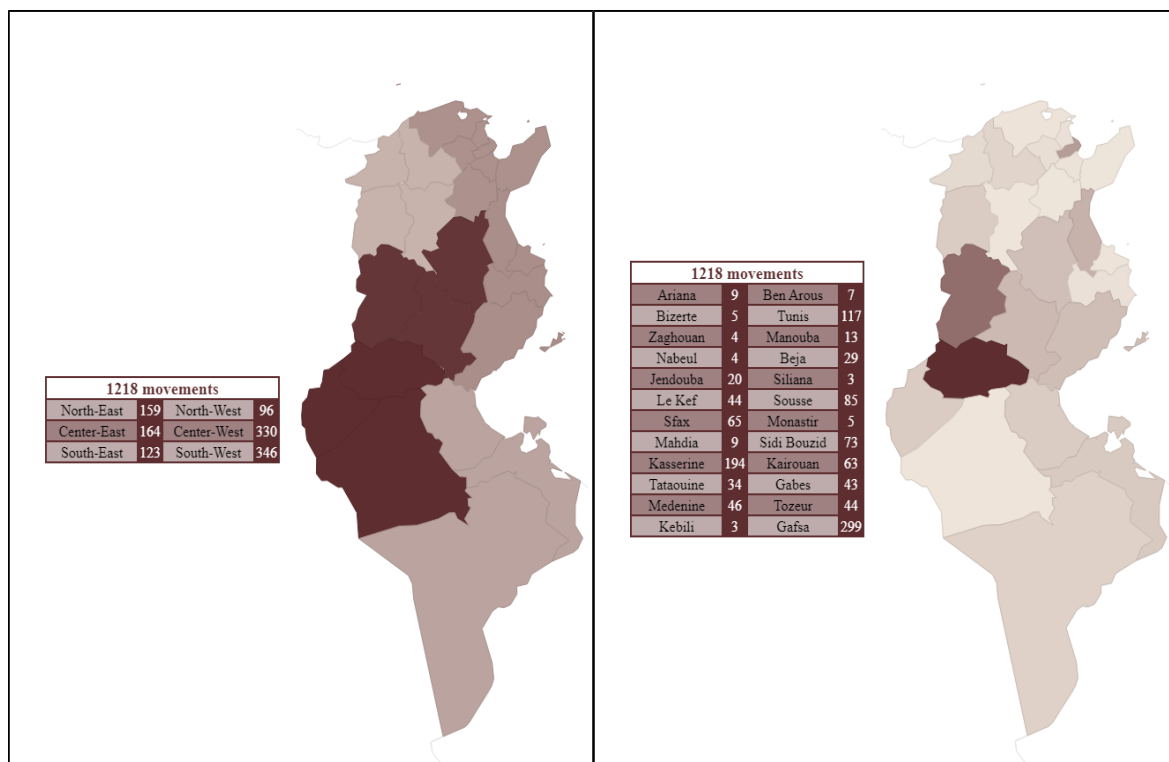 1218 movements
North-East 159 North-West 96
Center-East 164 Center-West 330
South-East 123 South-West 346
1218 movements
Ariana 9 Ben Arous 7
Bizerte 5 Tunis 117
Zaghouan 4 Manouba 13
Nabeul 4 Beja 29
Jendouba 20 Siliana 3
Le Kef 44 Sousse 85
Sfax 65 Monastir 5
Mahdia 9 Sidi Bouzid 73
Kasserine 194 Kairouan 63
Tataouine 34 Gabes 43
Medenine 46 Tozeur 44
Kebili 3 Gafsa 299